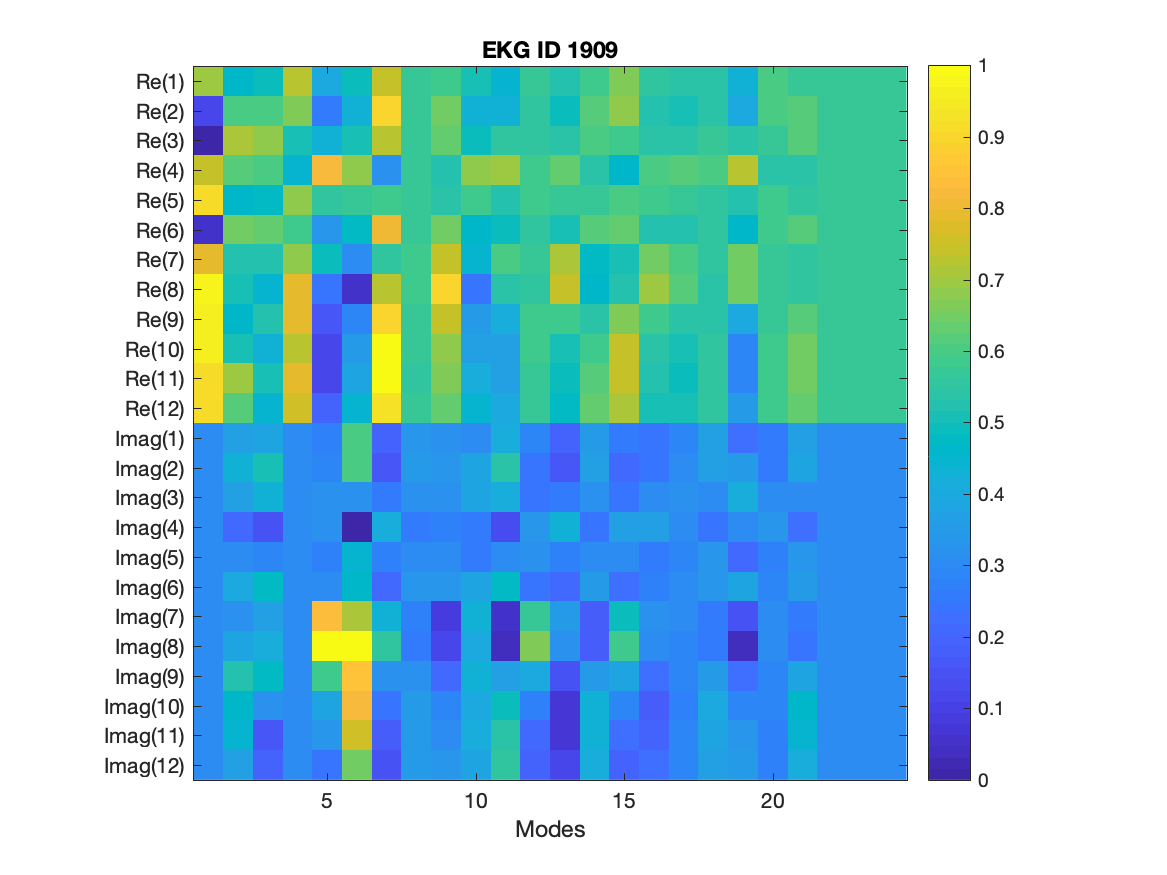 EKG ID 1909
Re(1)
Re(2)
Re(3)
Re(4)
Re(5)
Re(6)
Re(7)
Re(8)
Re(9)
Re(10)
Re(11)
Re(12)
Imag(1)
Imag(2)
Imag(3)
Imag(4)
Imag(5)
Imag(6)
Imag(7)
Imag(8)
Imag(9)
Imag(10)
Imag(11)
Imag(12)
5 10 15 20
Modes
1
0.9
0.8
0.7
0.6
0.5
0.4
0.3
0.2
0.1
0